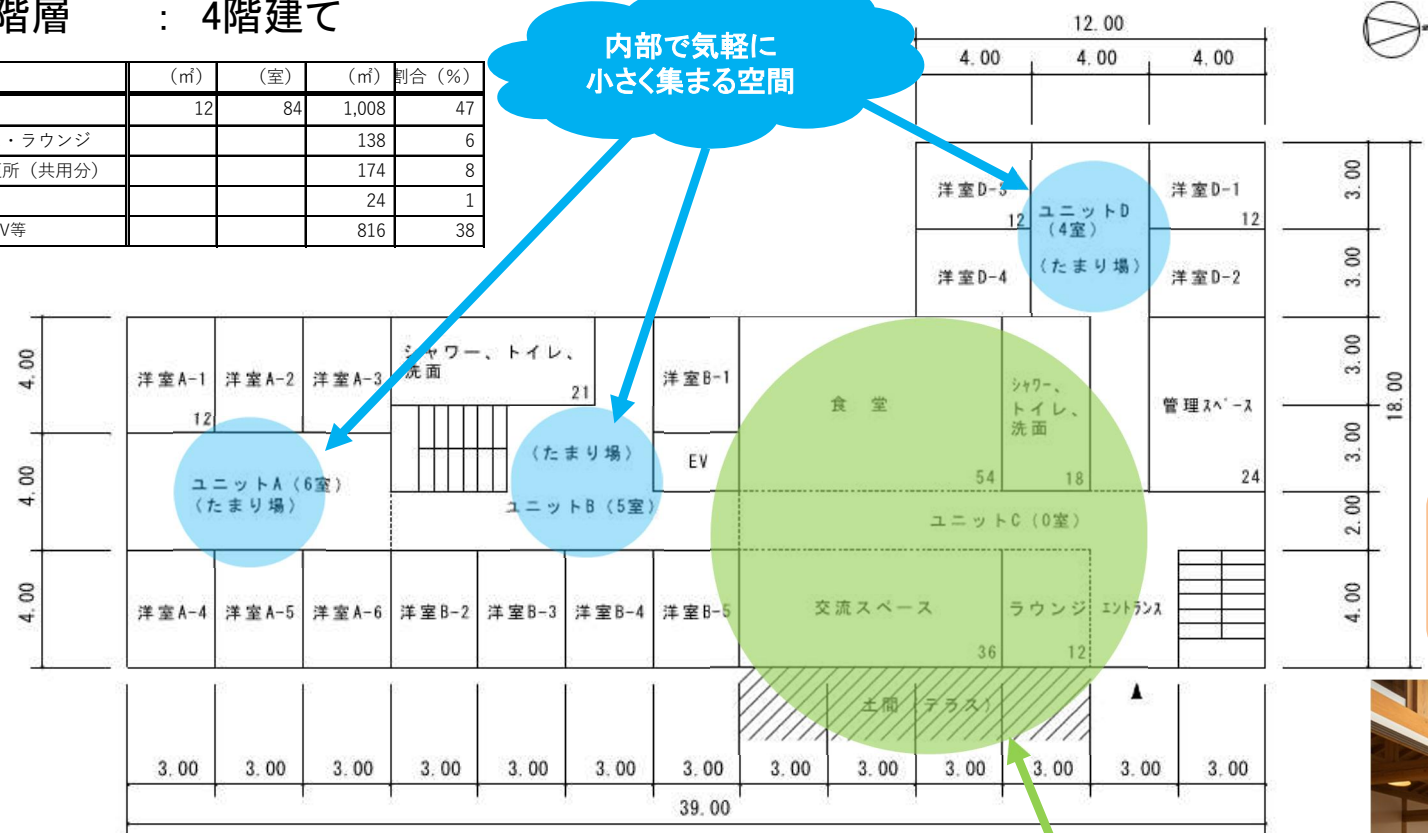 階層 : 4階建て
(㎡) (室) (㎡) 割合（%）
12 84 1,008 47
・ラウンジ 138 6
所（共用分） 174 8
24 1
V等 816 38
内部で気軽に
小さく集まる空間
12.00
4.00 4.00 4.00
洋室D-3
12
ユニットD
（4室）
（たまり場）
洋室D-1
12
洋室D-4
洋室D-2
3.00
3.00
3.00
3.00
2.00
4.00
18.00
4.00
4.00
4.00
洋室A-1
12
洋室A-2
洋室A-3
シャワー、トイレ、
洗面
21
洋室B-1
食 堂
54
シャワー、
トイレ、
洗面
18
管理スペース
24
ユニットA（6室）
（たまり場）
（たまり場）
ユニットB（5室）
EV
ユニットC（0室）
洋室A-4 洋室A-5 洋室A-6 洋室B-2 洋室B-3 洋室B-4 洋室B-5
交流スペース
36
ラウンジ
12
エントランス
土間（テラス）
3.00 3.00 3.00 3.00 3.00 3.00 3.00 3.00 3.00 3.00 3.00 3.00 3.00
39.00